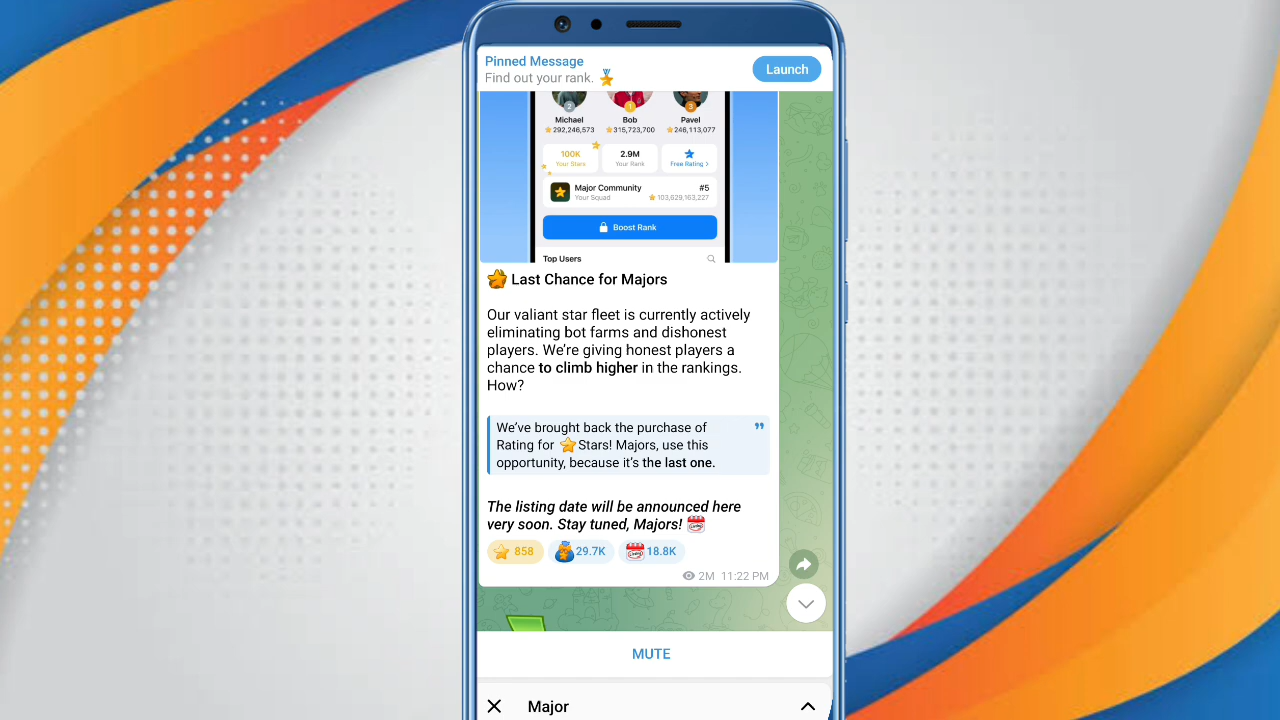 Pinned Message
Find out your rank.
Launch
2
1
3
Michael
Bob
Pavel
292,246,573
315,723,700
246,113,077
100K
2.9M
Your Stars
Your Rank
Free Rating >
Major Community
#5
Your Squad
103,629,163,227
Boost Rank
Top Users
Last Chance for Majors
Our valiant star fleet is currently actively
eliminating bot farms and dishonest
players. We're giving honest players a
chance to climb higher in the rankings.
How?
We've brought back the purchase of
Rating for Stars! Majors, use this
opportunity, because it's the last one.
The listing date will be announced here
very soon. Stay tuned, Majors!
858
29.7K
18.8K
2M 11:22 PM
MUTE
Major